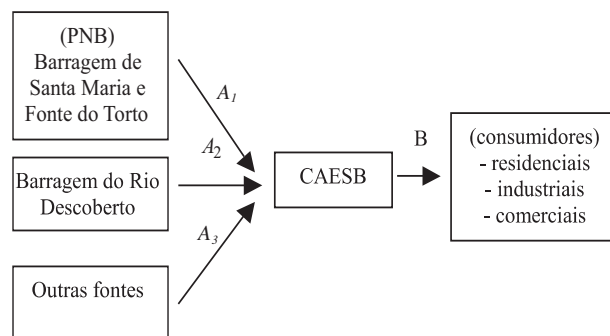 (PNB)
Barragem de
Santa Maria e
Fonte do Torto
A1
A2
Barragem do Rio
Descoberto
A3
Outras fontes
CAESB
B
(consumidores)
- residenciais
- industriais
- comerciais